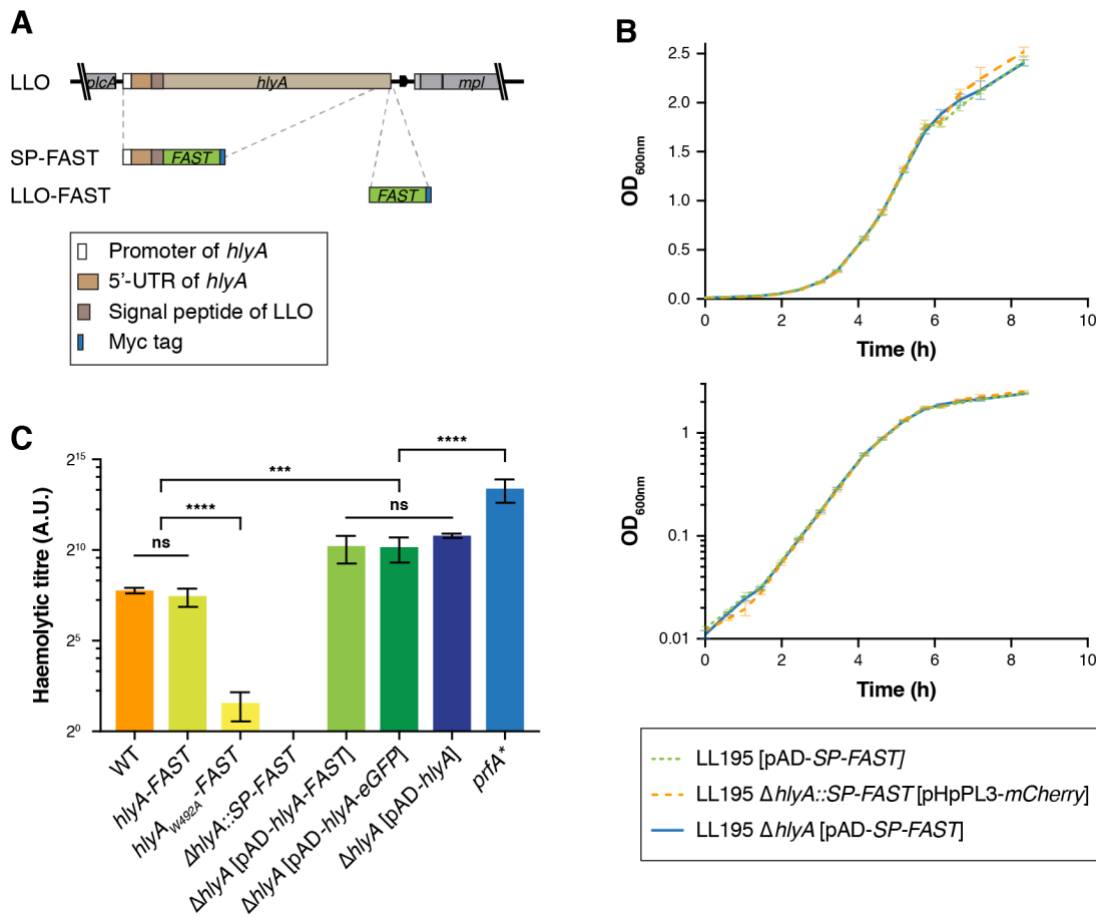 A
LLO
plcA
hlyA
mpl
SP-FAST
FAST
LLO-FAST
FAST
Promoter of hlyA
5'-UTR of hlyA
Signal peptide of LLO
Myc tag
B
OD600nm
2.5
2.0
1.5
1.0
0.5
0.0
0 2 4 6 8 10
Time (h)
OD600nm
1
0.1
0.01
0 2 4 6 8 10
Time (h)
LL195 [pAD-SP-FAST]
LL195 ΔhlyA::SP-FAST [pHpPL3-mCherry]
LL195 ΔhlyA [pAD-SP-FAST]
C
Haemolytic titre (A.U.)
2^15
2^10
2^5
2^0
ns
****
***
ns
****
WT
hlyA-FAST
hlyAW492A-FAST
ΔhlyA::SP-FAST
ΔhlyA [pAD-hlyA-FAST]
ΔhlyA [pAD-hlyA-eGFP]
ΔhlyA [pAD-hlyA]
prfA*